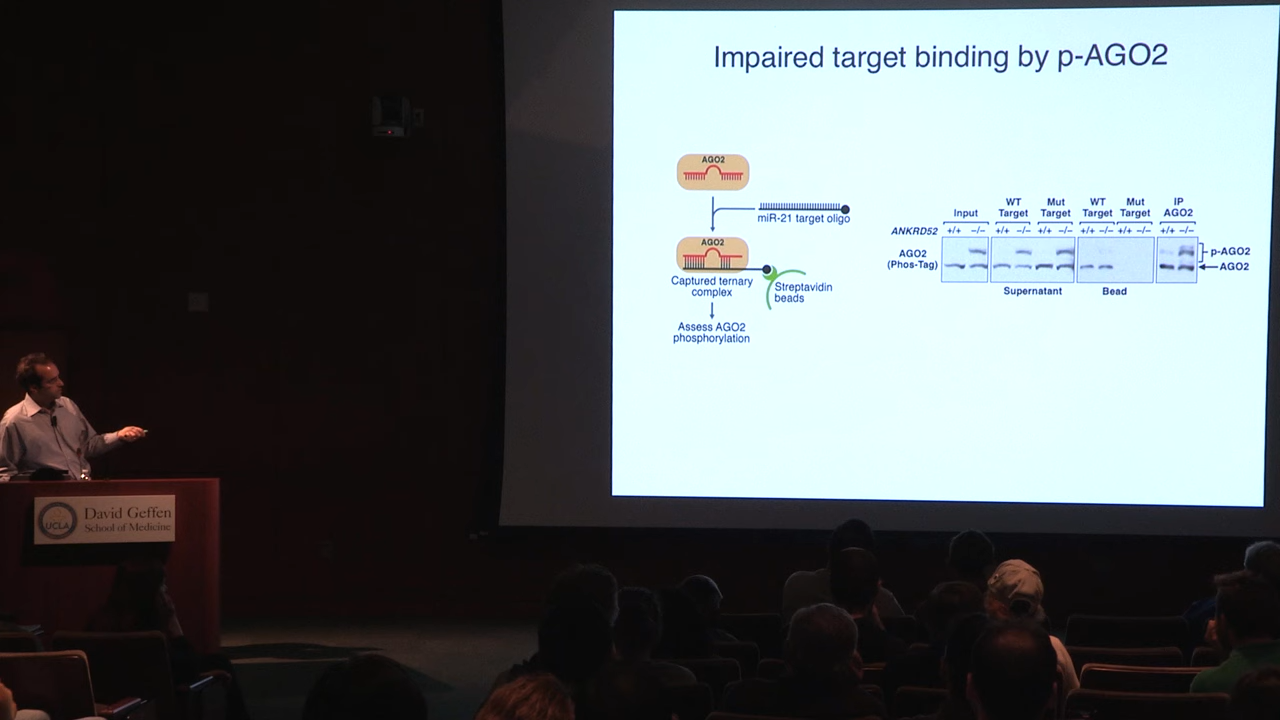 Impaired target binding by p-AGO2
AGO2
miR-21 target oligo
AGO2
Captured ternary
complex
Streptavidin
beads
Assess AGO2
phosphorylation
Input
WT
Target
Mut
Target
WT
Target
Mut
Target
IP
AGO2
ANKRD52 +/+ −/− +/+ −/− +/+ −/− +/+ −/− +/+ −/− +/+ −/−
AGO2
(Phos-Tag)
p-AGO2
AGO2
Supernatant
Bead
UCLA
David Geffen
School of Medicine